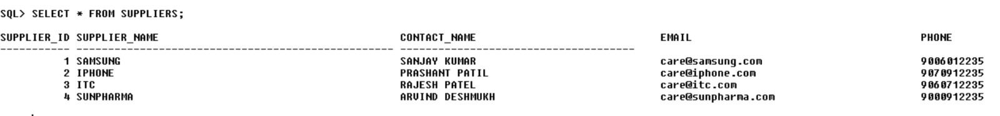 SQL> SELECT * FROM SUPPLIERS;
SUPPLIER_ID SUPPLIER_NAME CONTACT_NAME EMAIL PHONE
----------- -------------------------------------------------- -------------------------------------
1 SAMSUNG SANJAY KUMAR care@samsung.com 9006012235
2 IPHONE PRASHANT PATIL care@iphone.com 9070912235
3 ITC RAJESH PATEL care@itc.com 9060712235
4 SUNPHARMA ARVIND DESHMUKH care@sunpharma.com 9000912235